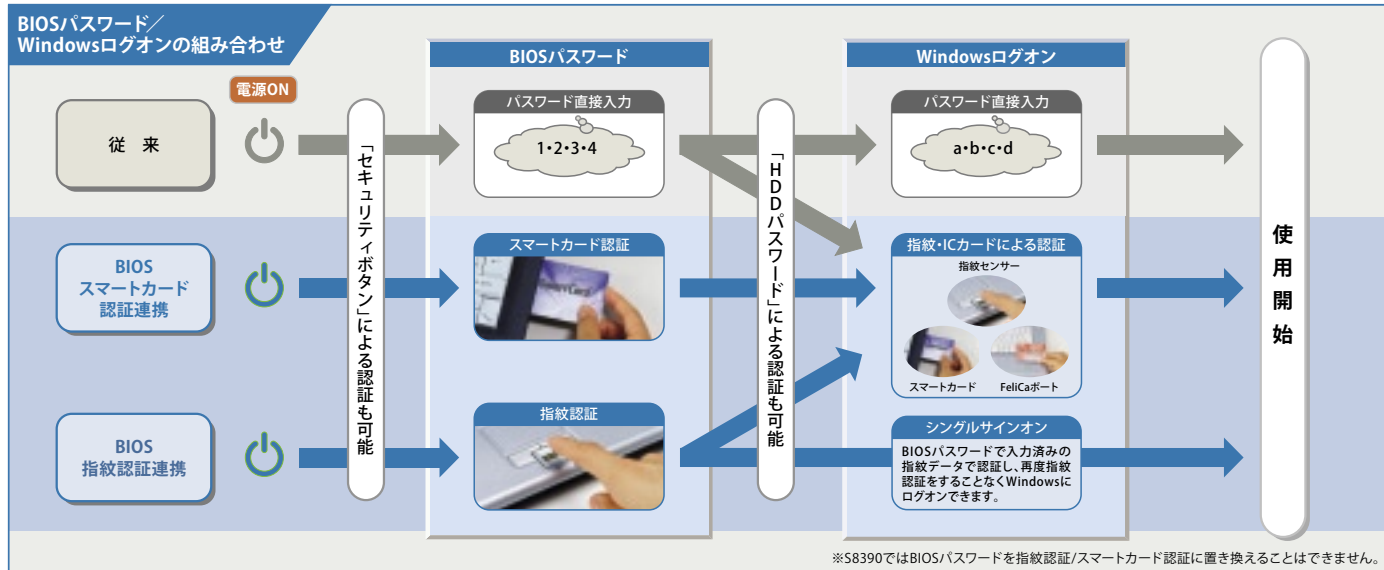 BIOSパスワード／
Windowsログオンの組み合わせ
BIOSパスワード
Windowsログオン
電源ON
従　来
「セキュリティボタン」による認証も可能
パスワード直接入力
1・2・3・4
「HDDパスワード」による認証も可能
パスワード直接入力
a・b・c・d
使用開始
BIOS
スマートカード
認証連携
スマートカード認証
指紋・ICカードによる認証
指紋センサー
スマートカード
FeliCaポート
BIOS
指紋認証連携
指紋認証
シングルサインオン
BIOSパスワードで入力済みの
指紋データで認証し、再度指紋
認証をすることなくWindowsに
ログオンできます。
※S8390ではBIOSパスワードを指紋認証/スマートカード認証に置き換えることはできません。